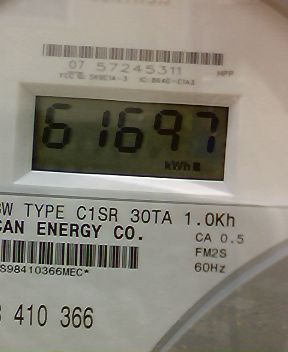 07 57245311 HPP
61697
kWh
W TYPE C1SR 30TA 1.0Kh
CAN ENERGY CO.
CA 0.5
FM2S
60Hz
S98410366MEC*
410 366